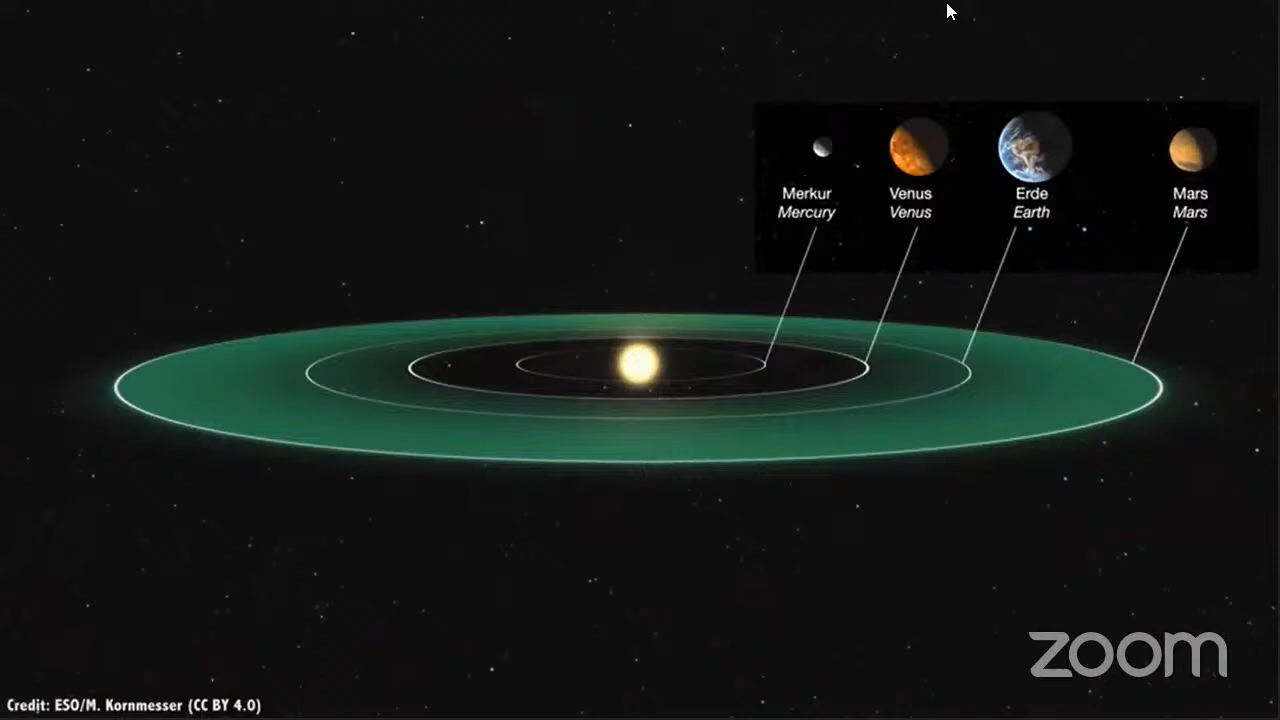 Merkur
Mercury
Venus
Venus
Erde
Earth
Mars
Mars
zoom
Credit: ESO/M. Kornmesser (CC BY 4.0)